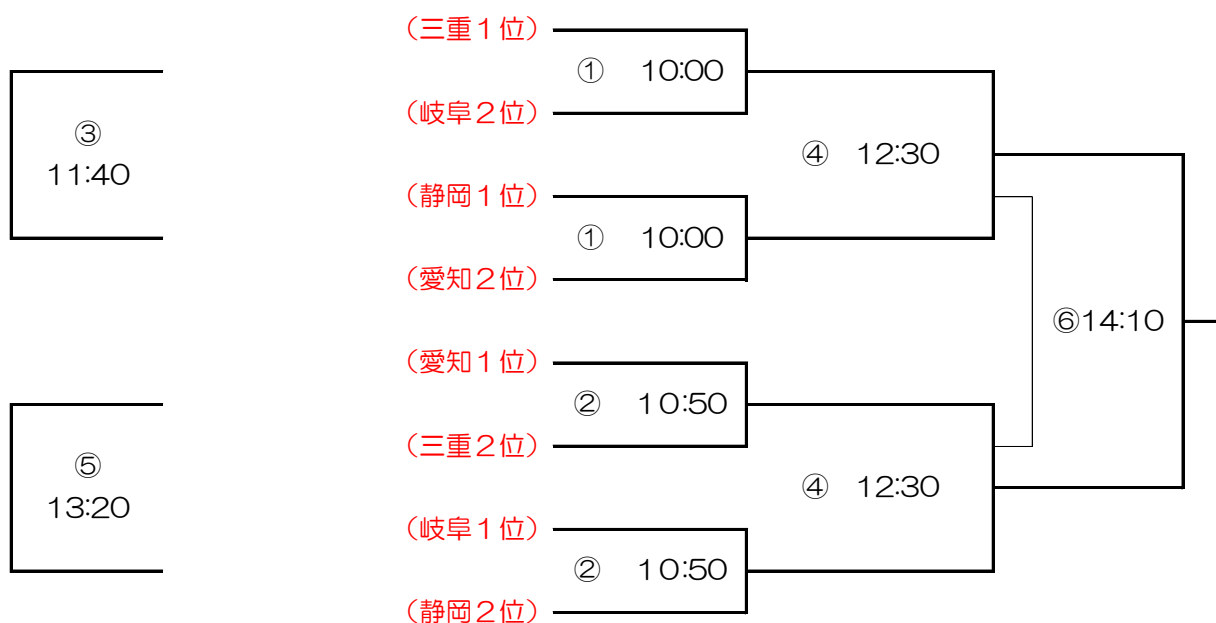 （三重１位）
①　10:00
（岐阜２位）
③
11:40
④　12:30
（静岡１位）
①　10:00
（愛知２位）
⑥14:10
（愛知１位）
②　10:50
（三重２位）
⑤
13:20
④　12:30
（岐阜１位）
②　10:50
（静岡２位）